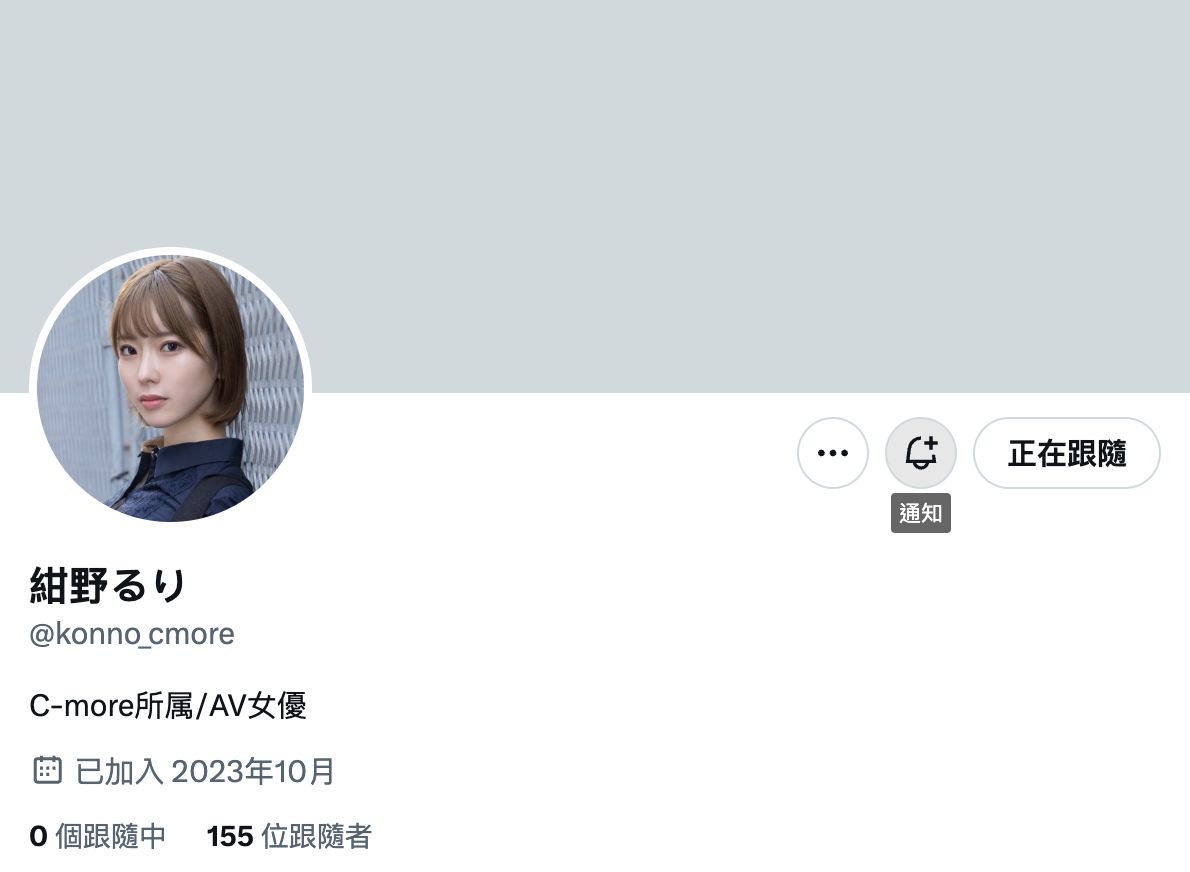 正在跟隨
通知
紺野るり
@konno_cmore
C-more所属/AV女優
已加入 2023年10月
0 個跟隨中 155 位跟隨者